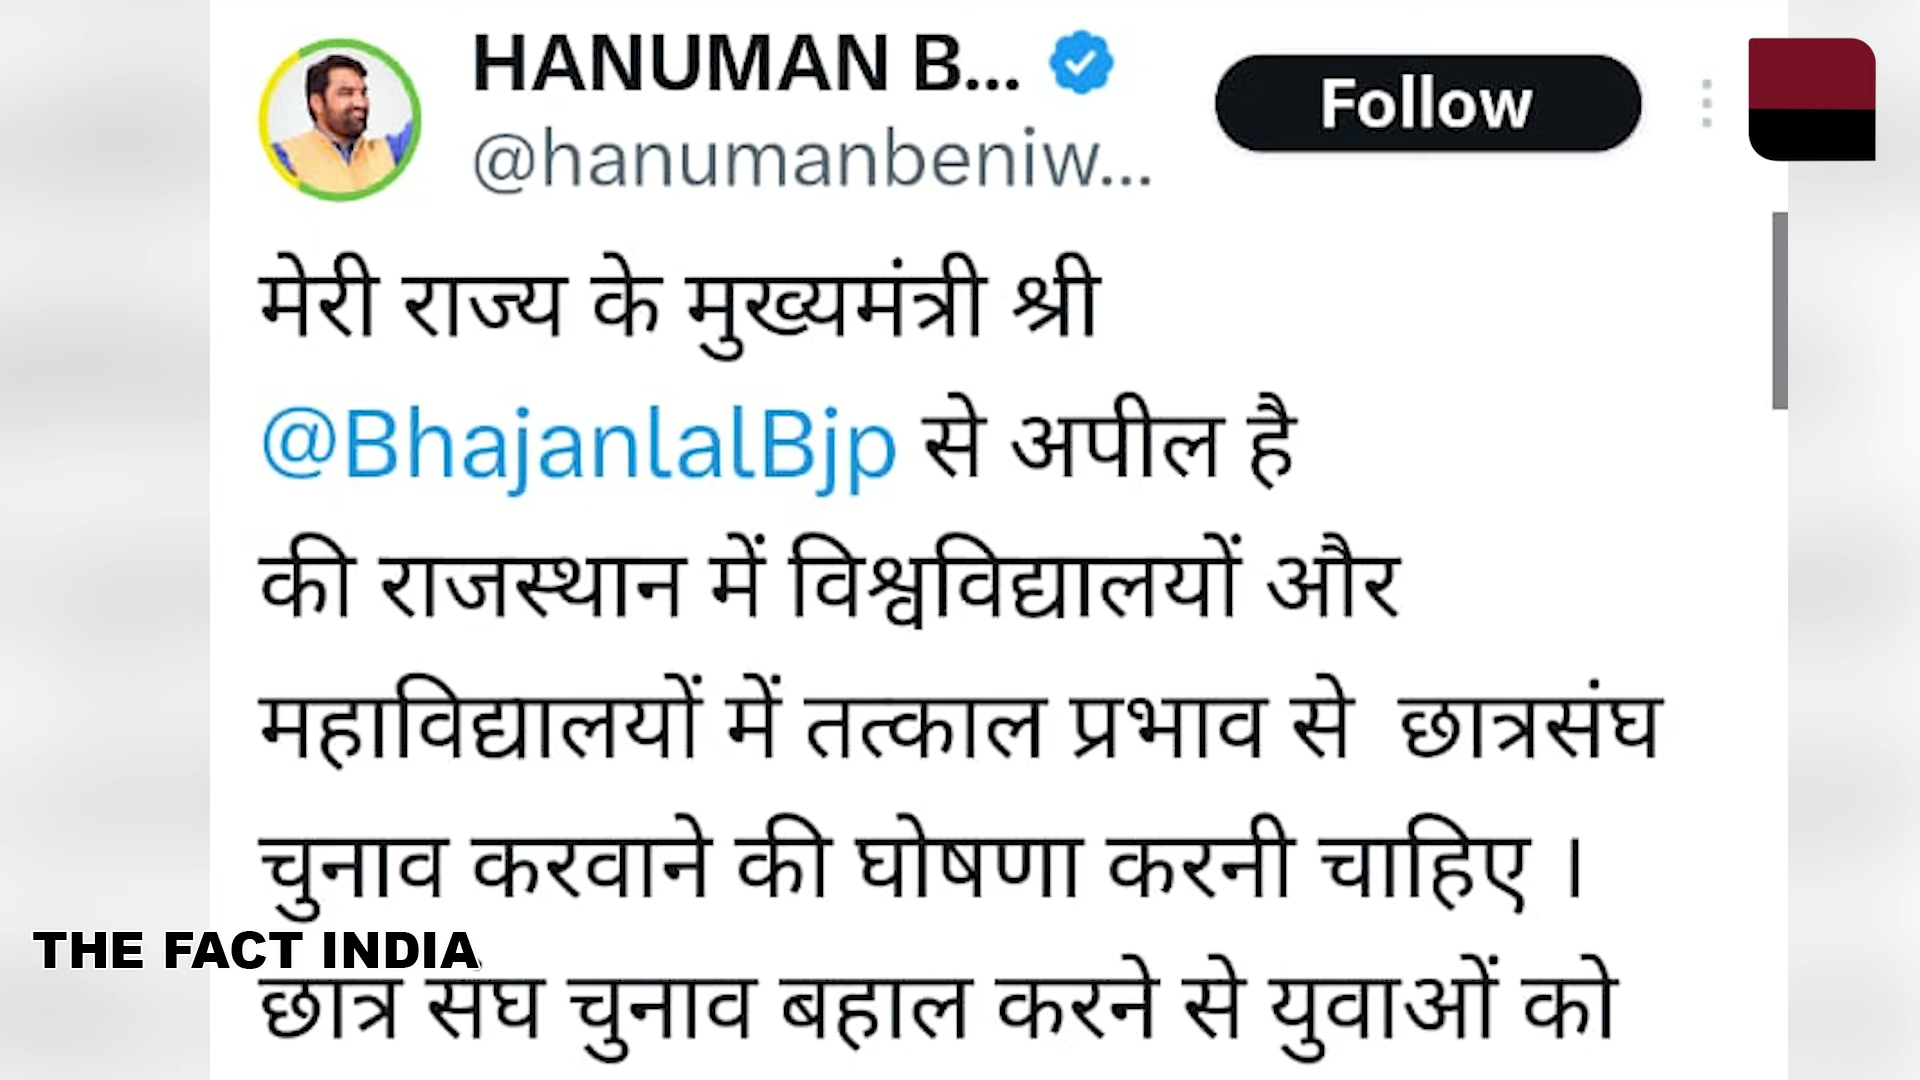 HANUMAN B...
@hanumanbeniw...
Follow
मेरी राज्य के मुख्यमंत्री श्री
@BhajanlalBjp से अपील है
की राजस्थान में विश्वविद्यालयों और
महाविद्यालयों में तत्काल प्रभाव से छात्रसंघ
चुनाव करवाने की घोषणा करनी चाहिए ।
THE FACT INDIA
छात्र संघ चुनाव बहाल करने से युवाओं को